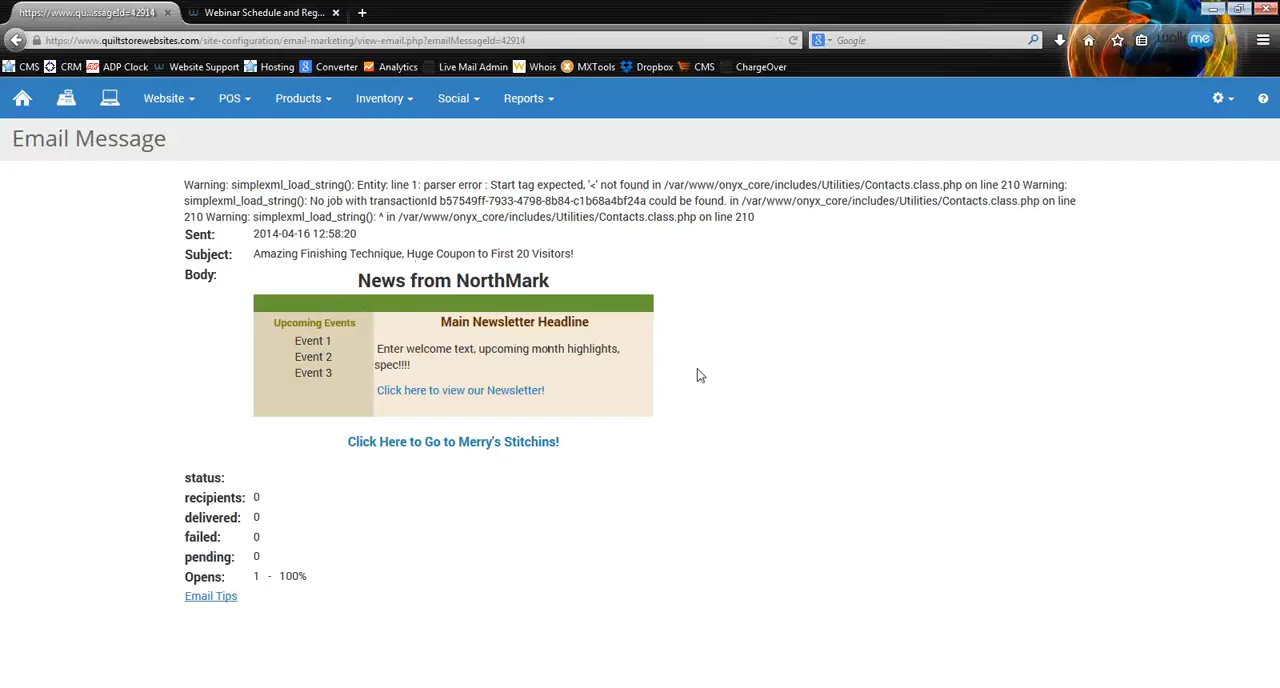 https://www.qu...ssageId=42914
Webinar Schedule and Reg...
https://www.quiltstorewebsites.com/site-configuration/email-marketing/view-email.php?emailMessageId=42914
Google
me
CMS CRM ADP Clock Website Support Hosting Converter Analytics Live Mail Admin Whois MXTools Dropbox CMS ChargeOver
Website POS Products Inventory Social Reports
Email Message
Warning: simplexml_load_string(): Entity: line 1: parser error : Start tag expected, '<' not found in /var/www/onyx_core/includes/Utilities/Contacts.class.php on line 210 Warning:
simplexml_load_string(): No job with transactionId b57549ff-7933-4798-8b84-c1b68a4bf24a could be found. in /var/www/onyx_core/includes/Utilities/Contacts.class.php on line
210 Warning: simplexml_load_string(): ^ in /var/www/onyx_core/includes/Utilities/Contacts.class.php on line 210
Sent: 2014-04-16 12:58:20
Subject: Amazing Finishing Technique, Huge Coupon to First 20 Visitors!
Body:
News from NorthMark
Upcoming Events
Event 1
Event 2
Event 3
Main Newsletter Headline
Enter welcome text, upcoming month highlights,
spec!!!!
Click here to view our Newsletter!
Click Here to Go to Merry's Stitchins!
status:
recipients: 0
delivered: 0
failed: 0
pending: 0
Opens: 1 - 100%
Email Tips